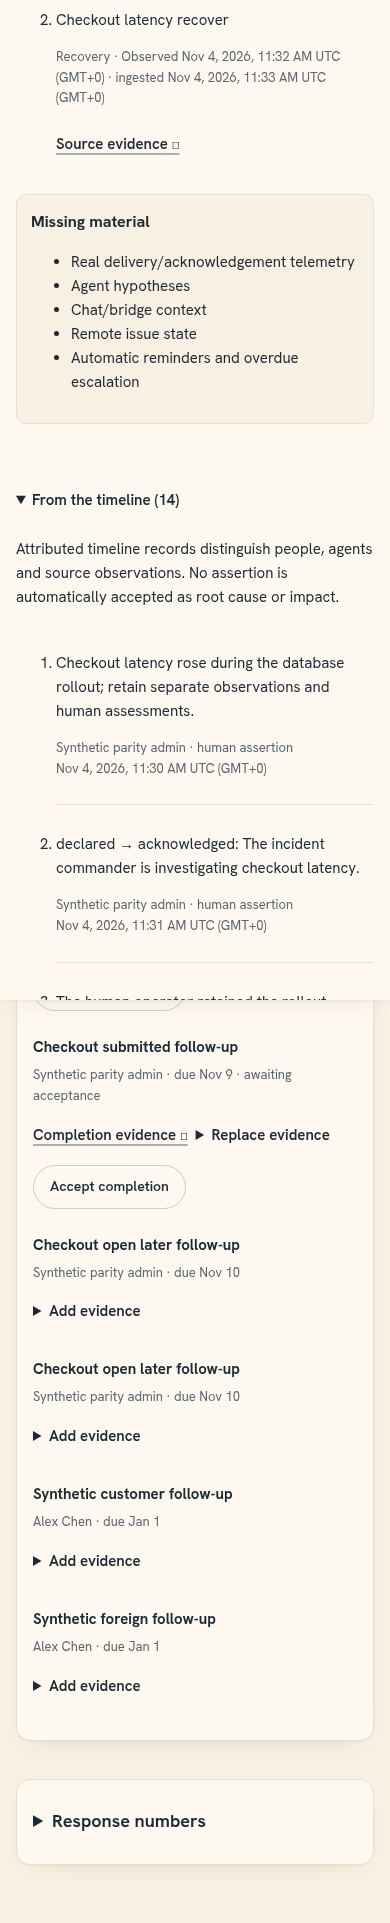 2. Checkout latency recover
Recovery · Observed Nov 4, 2026, 11:32 AM UTC
(GMT+0) · ingested Nov 4, 2026, 11:33 AM UTC
(GMT+0)
Source evidence
Missing material
• Real delivery/acknowledgement telemetry
• Agent hypotheses
• Chat/bridge context
• Remote issue state
• Automatic reminders and overdue
escalation
▼ From the timeline (14)
Attributed timeline records distinguish people, agents
and source observations. No assertion is
automatically accepted as root cause or impact.
1. Checkout latency rose during the database
rollout; retain separate observations and
human assessments.
Synthetic parity admin · human assertion
Nov 4, 2026, 11:30 AM UTC (GMT+0)
2. declared → acknowledged: The incident
commander is investigating checkout latency.
Synthetic parity admin · human assertion
Nov 4, 2026, 11:31 AM UTC (GMT+0)
3. The human operator retained the rollout
Checkout submitted follow-up
Synthetic parity admin · due Nov 9 · awaiting
acceptance
Completion evidence ▶ Replace evidence
Accept completion
Checkout open later follow-up
Synthetic parity admin · due Nov 10
▶ Add evidence
Checkout open later follow-up
Synthetic parity admin · due Nov 10
▶ Add evidence
Synthetic customer follow-up
Alex Chen · due Jan 1
▶ Add evidence
Synthetic foreign follow-up
Alex Chen · due Jan 1
▶ Add evidence
▶ Response numbers